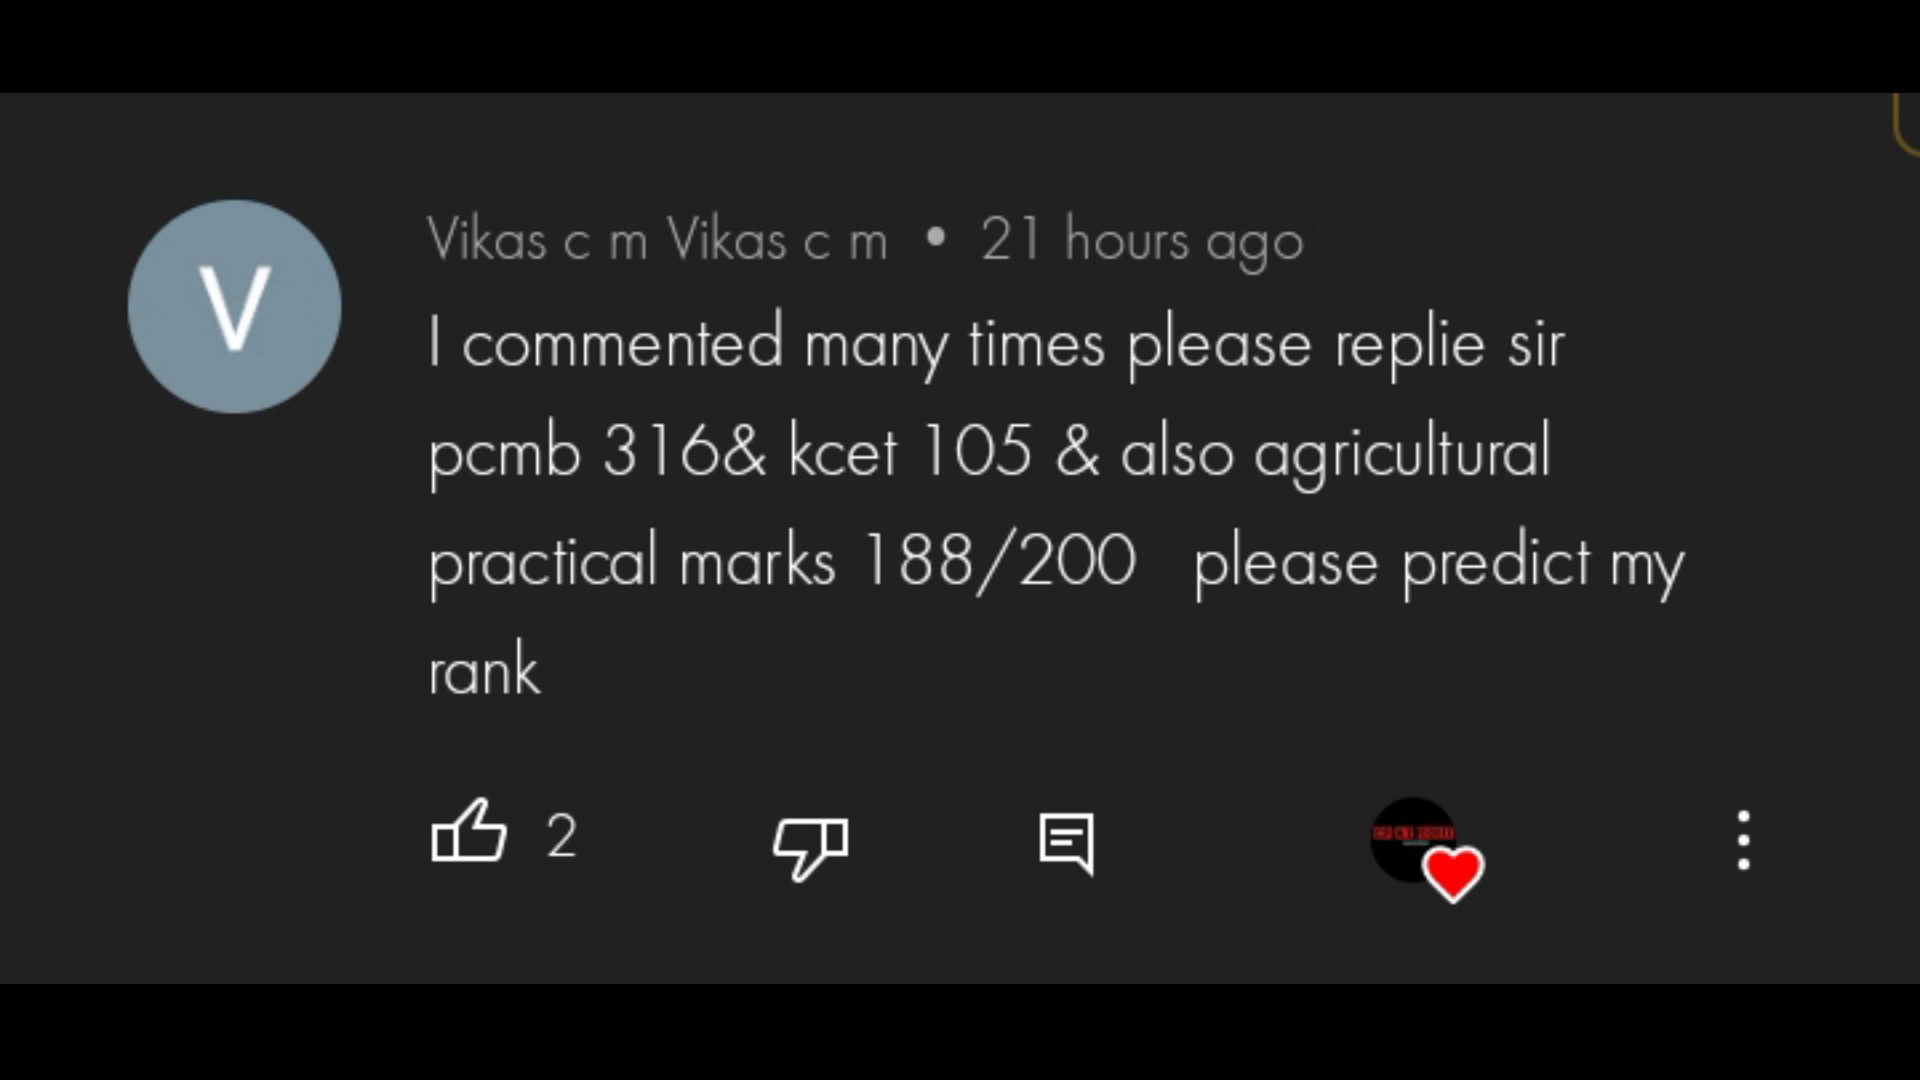 V
Vikas c m Vikas c m • 21 hours ago
I commented many times please replie sir
pcmb 316& kcet 105 & also agricultural
practical marks 188/200 please predict my
rank
2